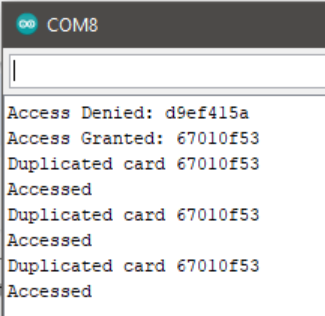 COM8
Access Denied: d9ef415a
Access Granted: 67010f53
Duplicated card 67010f53
Accessed
Duplicated card 67010f53
Accessed
Duplicated card 67010f53
Accessed